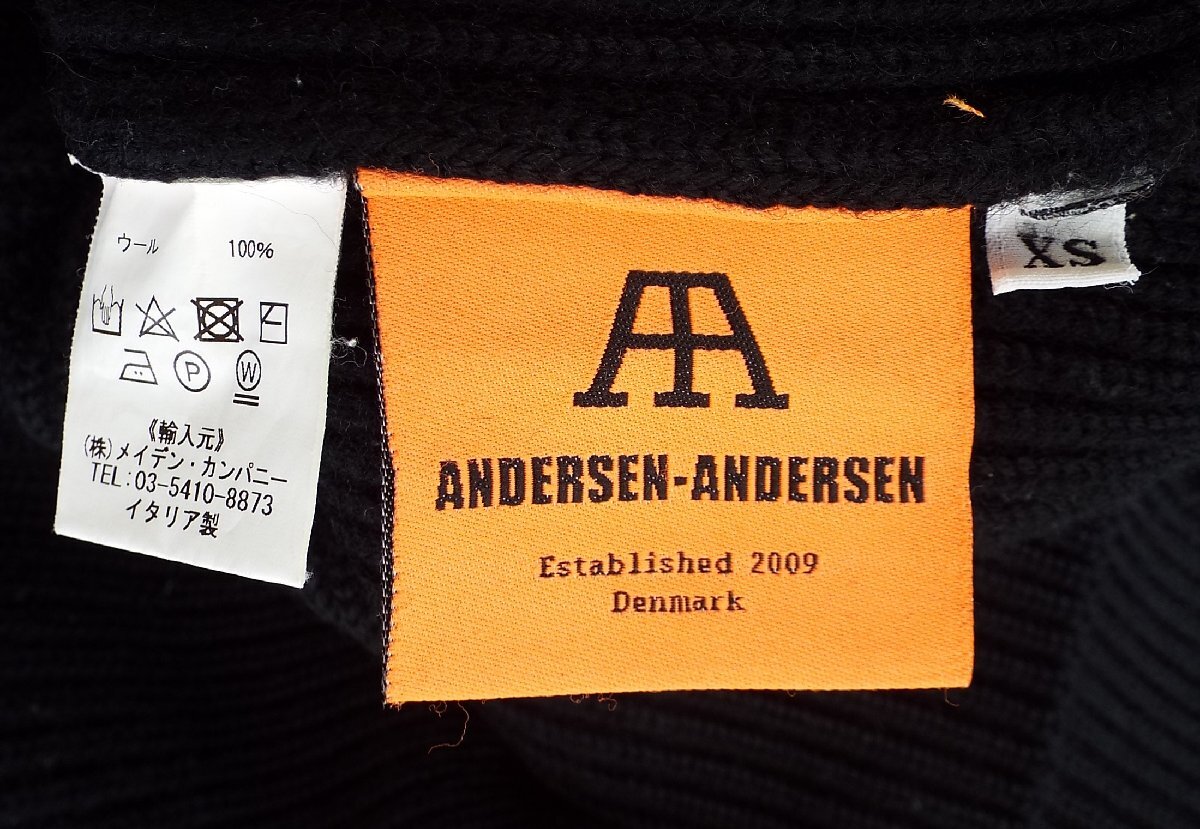 ウール 100%
P W
《輸入元》
(株)メイデン・カンパニー
TEL:03-5410-8873
イタリア製
ANDERSEN-ANDERSEN
Established 2009
Denmark
XS